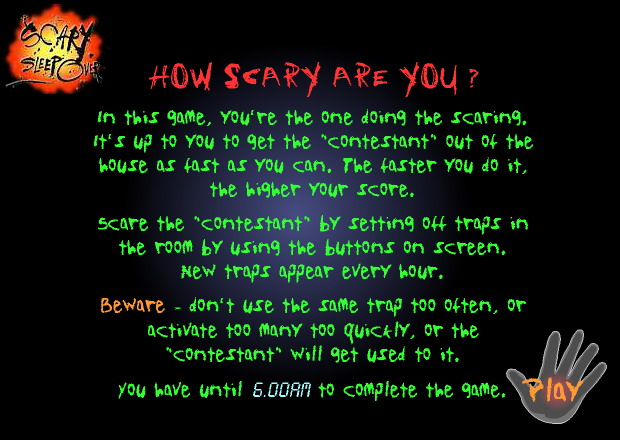 The
SCARY
SLEEPOVER
HOW SCARY ARE YOU?
In this game, you're the one doing the scaring.
It's up to you to get the "contestant" out of the
house as fast as you can. The faster you do it,
the higher your score.
Scare the "contestant" by setting off traps in
the room by using the buttons on screen.
New traps appear every hour.
Beware - don't use the same trap too often, or
activate too many too quickly, or the
"contestant" will get used to it.
You have until 6.00AM to complete the game.
Play